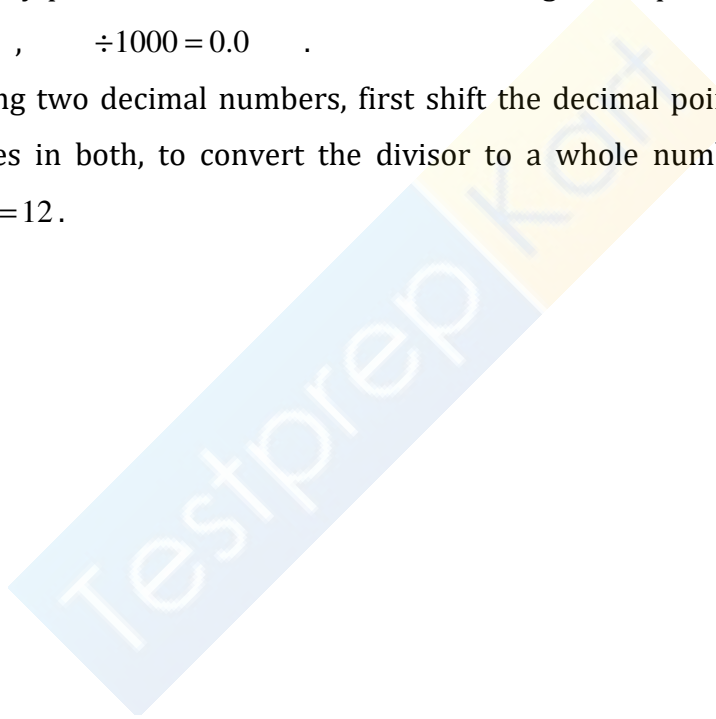 , ÷1000 = 0.0 .
ng two decimal numbers, first shift the decimal poi
es in both, to convert the divisor to a whole num
=12 .
Testprep Kart